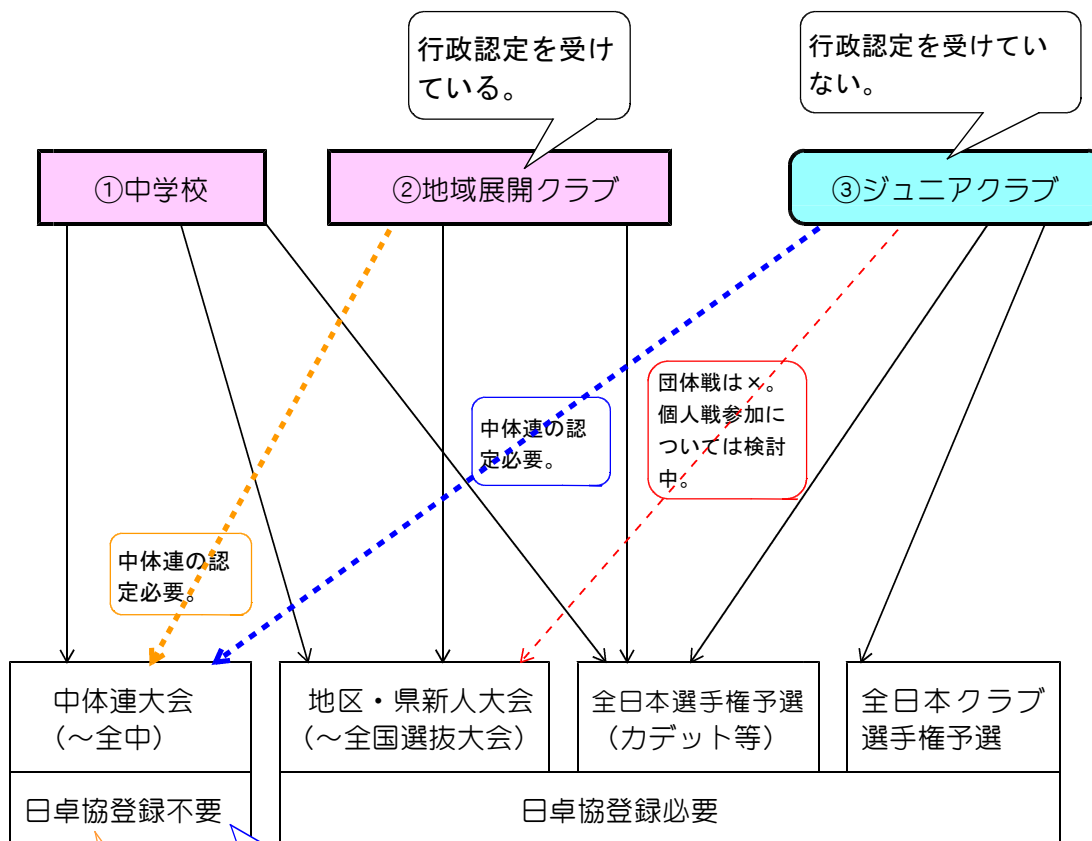 行政認定を受け
ている。
行政認定を受けてい
ない。
①中学校
②地域展開クラブ
③ジュニアクラブ
団体戦は×。
個人戦参加に
ついては検討
中。
中体連の認
定必要。
中体連の認
定必要。
中体連大会
（～全中）
地区・県新人大会
（～全国選抜大会）
全日本選手権予選
（カデット等）
全日本クラブ
選手権予選
日卓協登録不要
日卓協登録必要